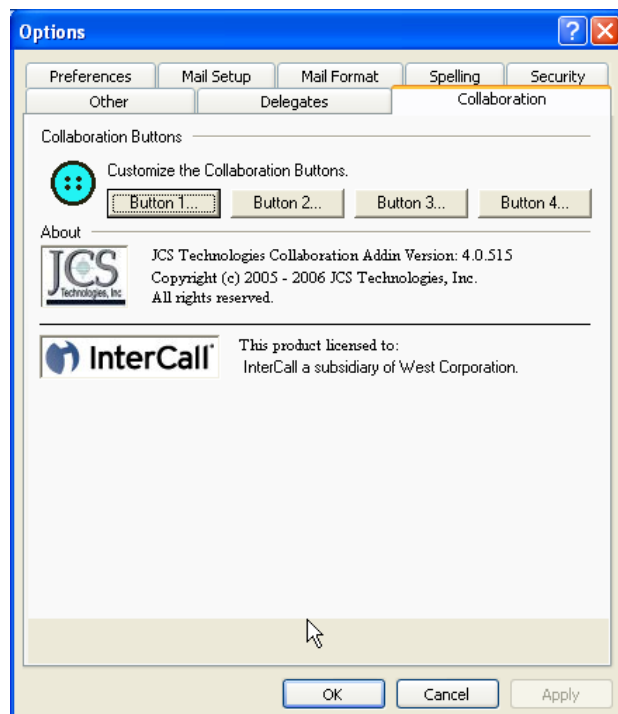 Options
Preferences Mail Setup Mail Format Spelling Security
Other Delegates Collaboration
Collaboration Buttons
Customize the Collaboration Buttons.
Button 1... Button 2... Button 3... Button 4...
About
JCS
Technologies, Inc
JCS Technologies Collaboration Addin Version: 4.0.515
Copyright (c) 2005 - 2006 JCS Technologies, Inc.
All rights reserved.
InterCall
This product licensed to:
InterCall a subsidiary of West Corporation.
OK Cancel Apply